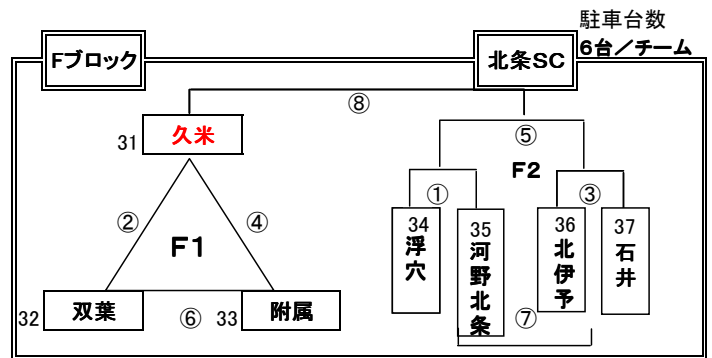 駐車台数
6台／チーム
Fブロック
北条SC
⑧
31
久米
⑤
F2
①
③
②
④
F1
34
浮穴
35
河野北条
36
北伊予
37
石井
32
双葉
⑥
33
附属
⑦